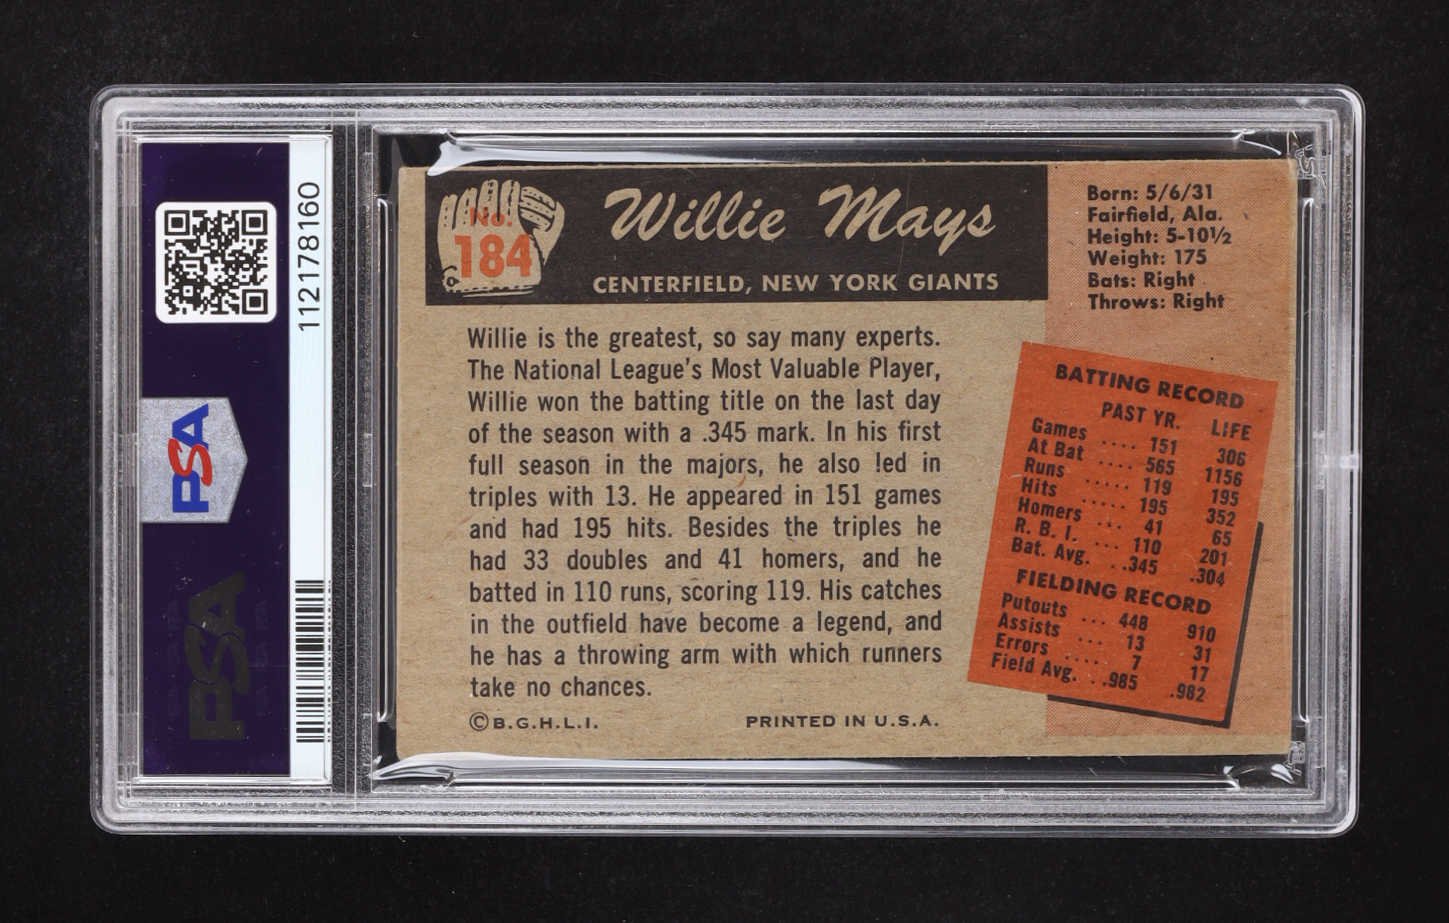 112178160
PSA
PSA
No.
184
Willie Mays
CENTERFIELD, NEW YORK GIANTS
Born: 5/6/31
Fairfield, Ala.
Height: 5-10½
Weight: 175
Bats: Right
Throws: Right
Willie is the greatest, so say many experts.
The National League's Most Valuable Player,
Willie won the batting title on the last day
of the season with a .345 mark. In his first
full season in the majors, he also led in
triples with 13. He appeared in 151 games
and had 195 hits. Besides the triples he
had 33 doubles and 41 homers, and he
batted in 110 runs, scoring 119. His catches
in the outfield have become a legend, and
he has a throwing arm with which runners
take no chances.
©B.G.H.L.I. PRINTED IN U.S.A.
BATTING RECORD
PAST YR. LIFE
Games .... 151 306
At Bat .... 565 1156
Runs ..... 119 195
Hits ..... 195 352
Homers ... 41 65
R. B. I. ... 110 201
Bat. Avg. ..345 .304
FIELDING RECORD
Putouts ... 448 910
Assists .... 13 31
Errors ..... 7 17
Field Avg. ..985 .982